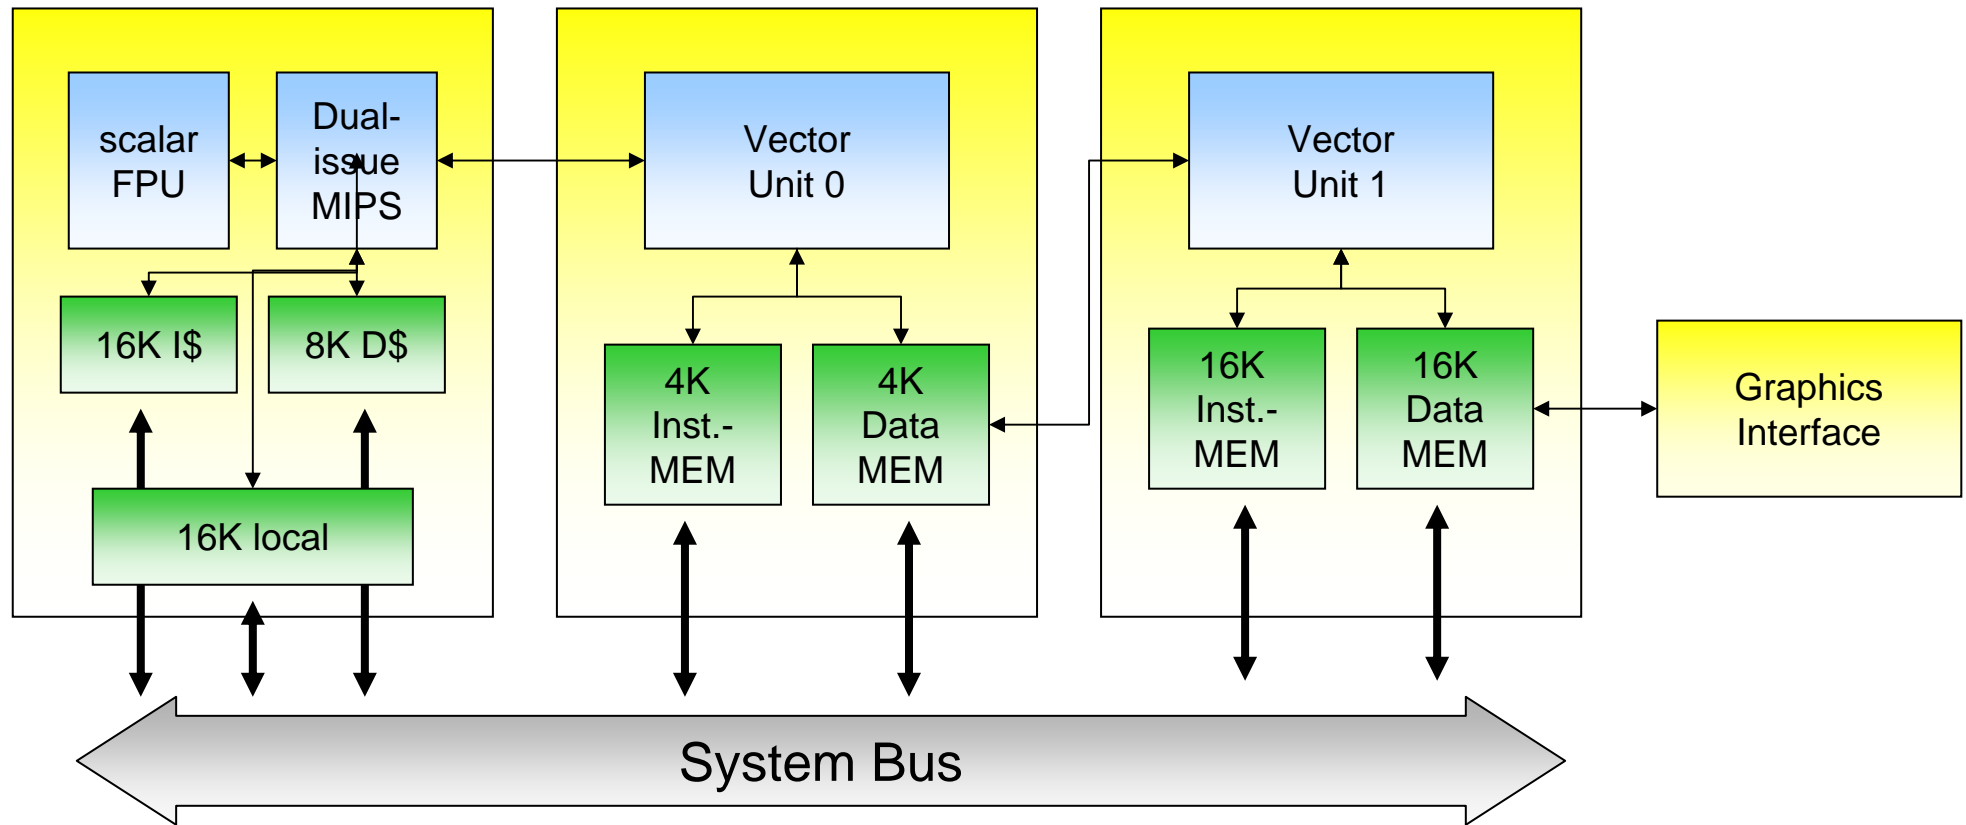 scalar
FPU
Dual-
issue
MIPS
16K I$
8K D$
16K local
Vector
Unit 0
4K
Inst.-
MEM
4K
Data
MEM
Vector
Unit 1
16K
Inst.-
MEM
16K
Data
MEM
Graphics
Interface
System Bus